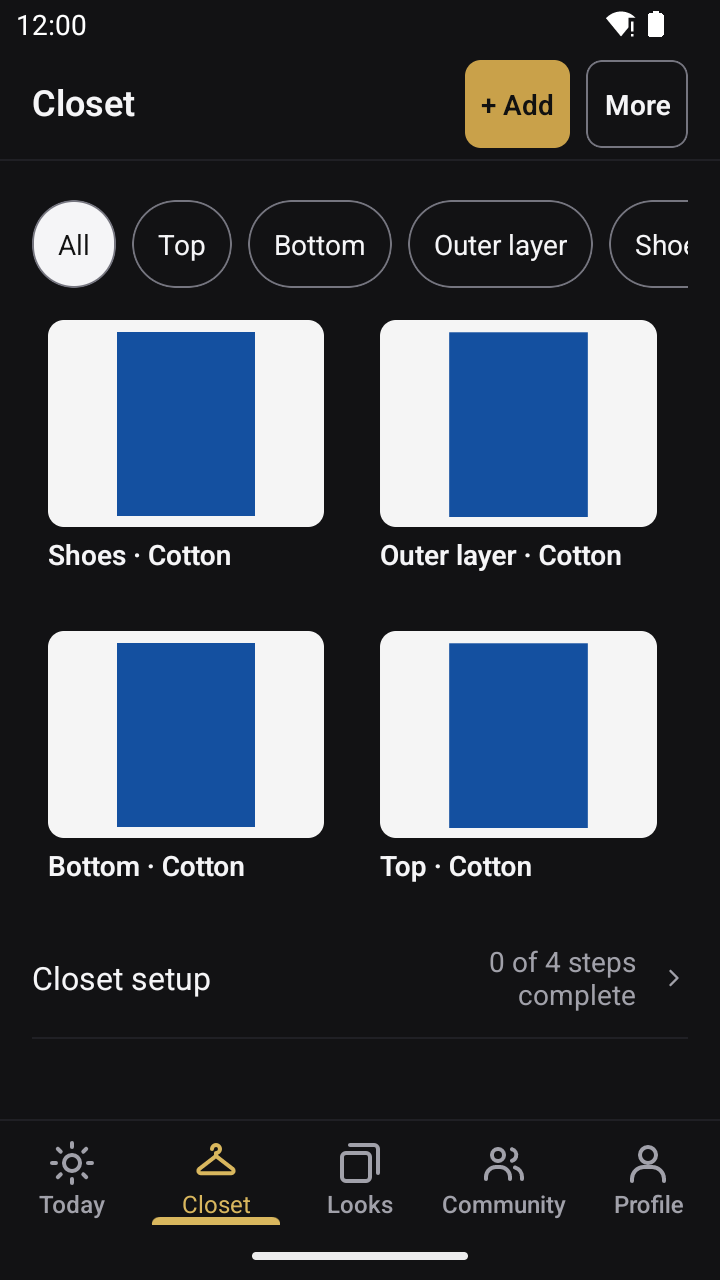 12:00
Closet
+ Add
More
All
Top
Bottom
Outer layer
Shoe
Shoes · Cotton
Outer layer · Cotton
Bottom · Cotton
Top · Cotton
Closet setup
0 of 4 steps
complete
Today
Closet
Looks
Community
Profile